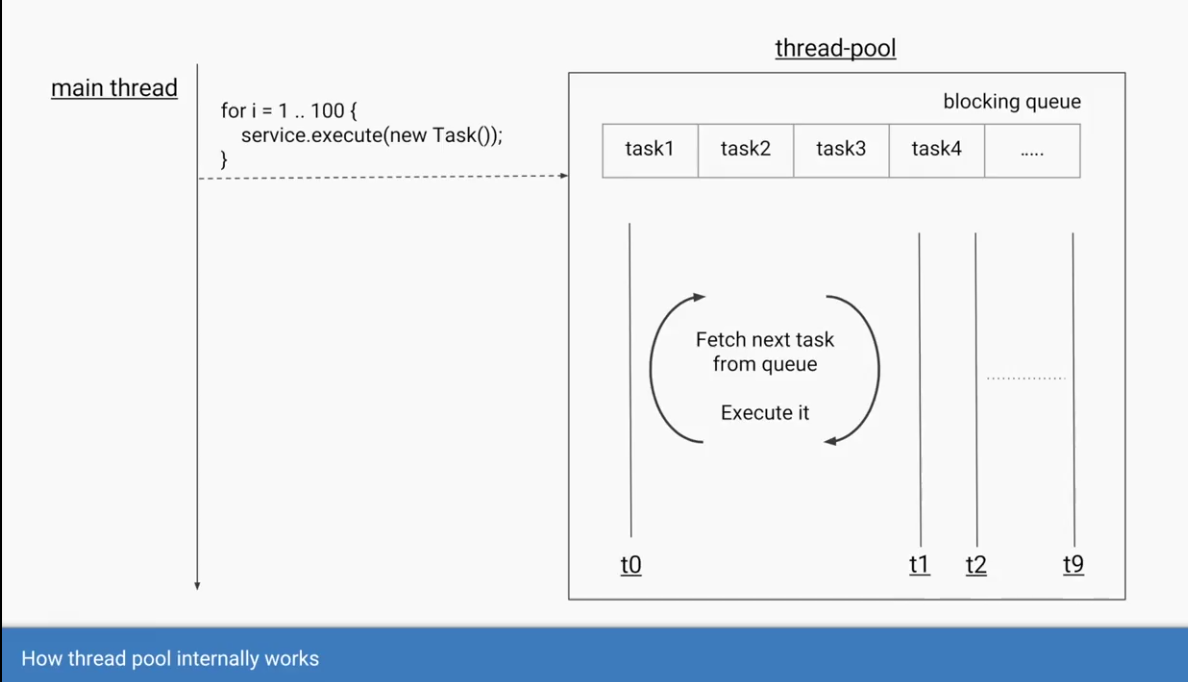 thread-pool
main thread
for i = 1 .. 100 {
service.execute(new Task());
}
blocking queue
task1 task2 task3 task4 .....
Fetch next task
from queue
Execute it
t0 t1 t2 t9
How thread pool internally works